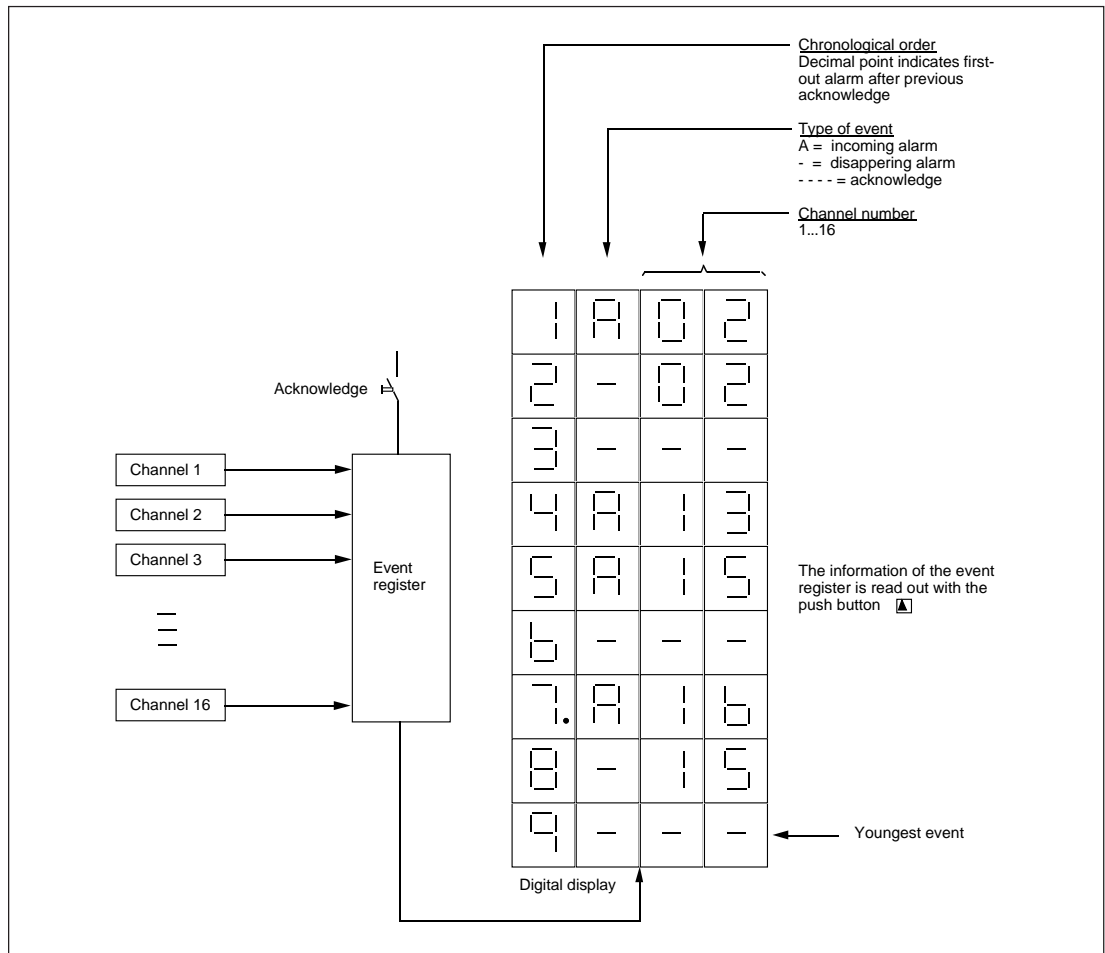 Chronological order
Decimal point indicates first-
out alarm after previous
acknowledge
Type of event
A = incoming alarm
- = disappering alarm
- - - - = acknowledge
Channel number
1...16
1 A 0 2
2 - 0 2
3 - - -
4 A 1 3
5 A 1 5
6 - - -
7. A 1 6
8 - 1 5
9 - - -
Acknowledge
Channel 1
Channel 2
Channel 3
Channel 16
Event
register
The information of the event
register is read out with the
push button
Youngest event
Digital display